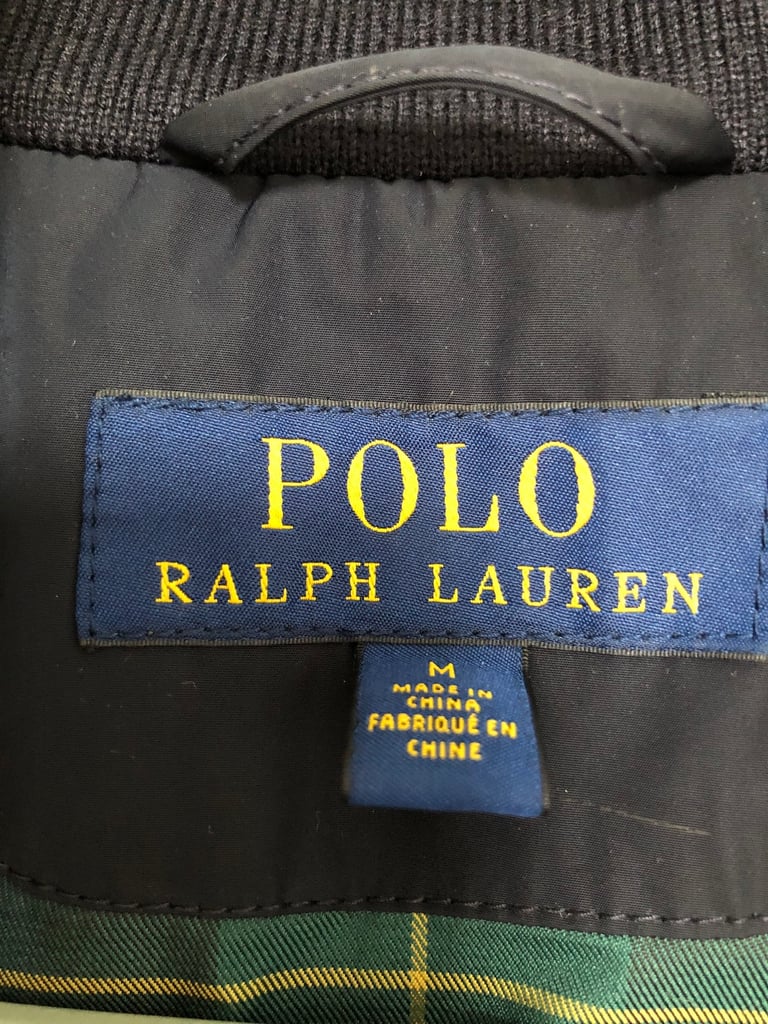 POLO
RALPH LAUREN
M
MADE IN
CHINA
FABRIQUÉ EN
CHINE